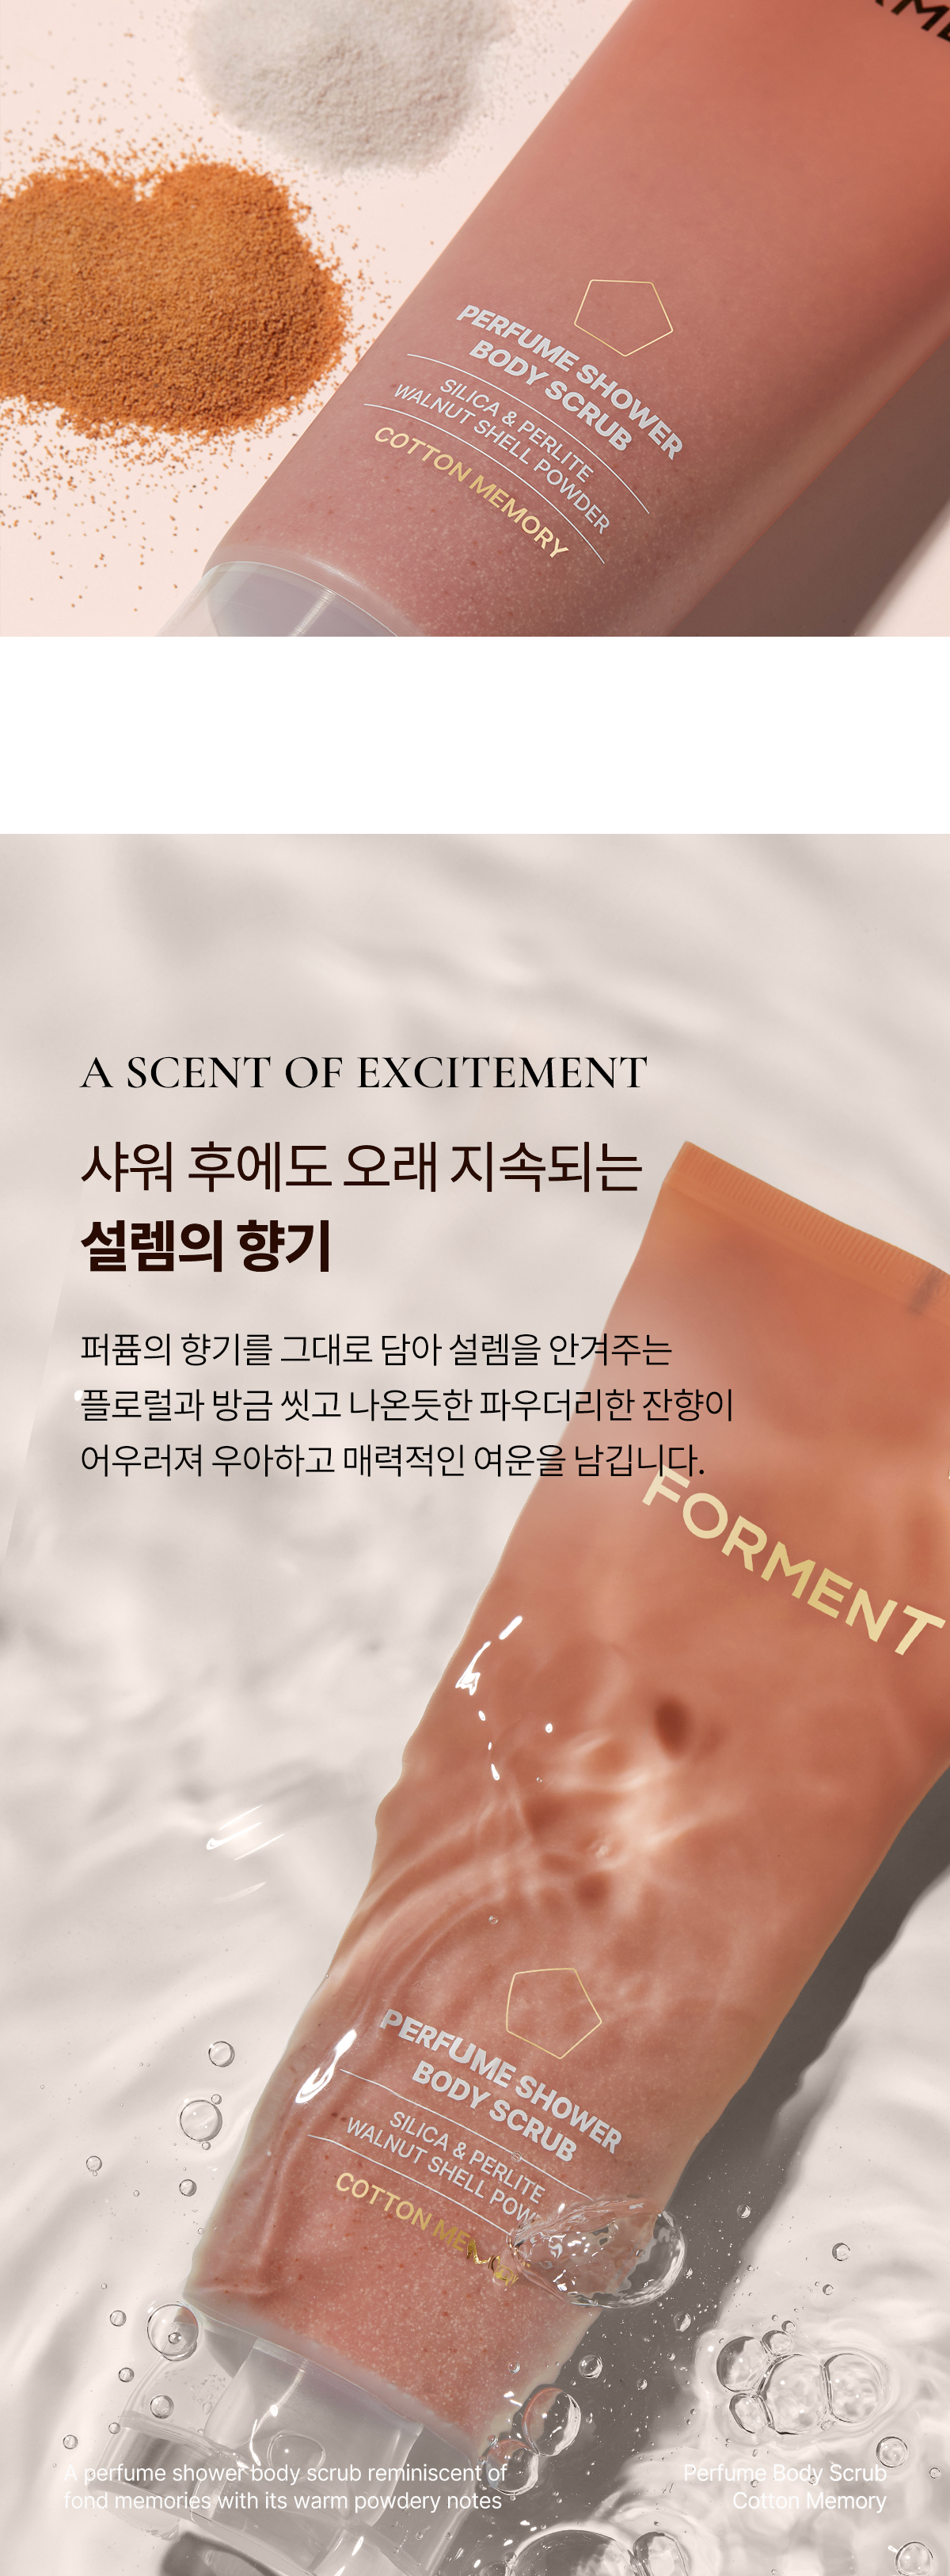 PERFUME SHOWER
BODY SCRUB
SILICA & PERLITE
WALNUT SHELL POWDER
COTTON MEMORY
A SCENT OF EXCITEMENT
샤워 후에도 오래 지속되는
설렘의 향기
퍼퓸의 향기를 그대로 담아 설렘을 안겨주는
플로럴과 방금 씻고 나온듯한 파우더리한 잔향이
어우러져 우아하고 매력적인 여운을 남깁니다.
FORMENT
PERFUME SHOWER
BODY SCRUB
SILICA & PERLITE
WALNUT SHELL
COTTON
A perfume shower body scrub reminiscent of
fond memories with its warm powdery notes
Perfume Body Scrub
Cotton Memory